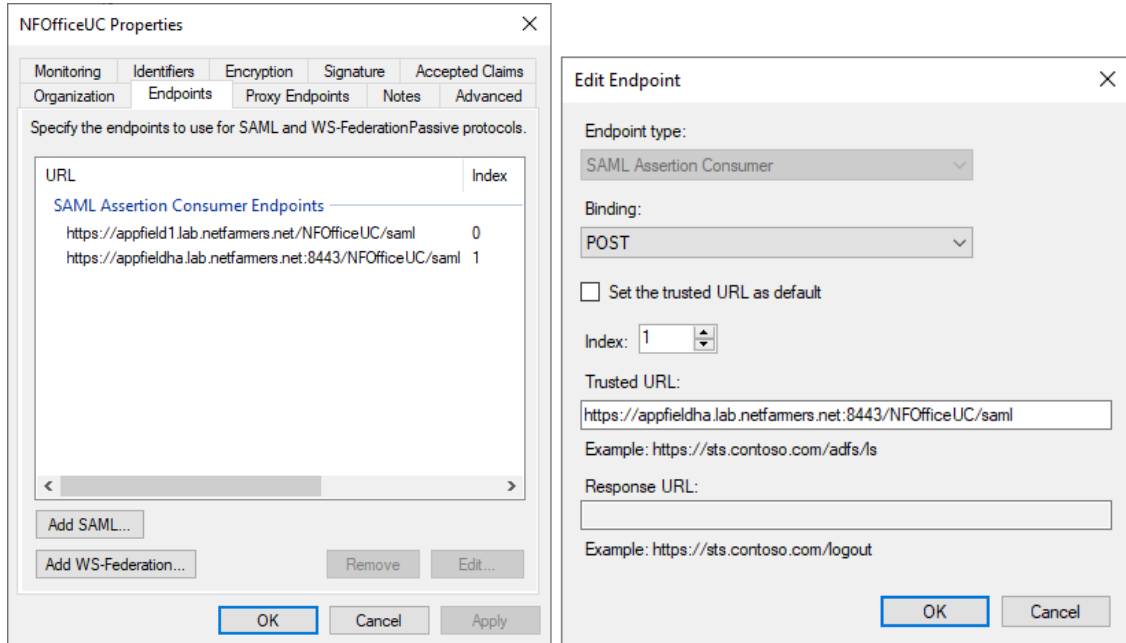 NFOfficeUC Properties
Monitoring Identifiers Encryption Signature Accepted Claims
Organization Endpoints Proxy Endpoints Notes Advanced
Specify the endpoints to use for SAML and WS-FederationPassive protocols.
URL Index
SAML Assertion Consumer Endpoints
https://appfield1.lab.netfarmers.net/NFOfficeUC/saml 0
https://appfieldha.lab.netfarmers.net:8443/NFOfficeUC/saml 1
Add SAML...
Add WS-Federation... Remove Edit...
OK Cancel Apply
Edit Endpoint
Endpoint type:
SAML Assertion Consumer
Binding:
POST
Set the trusted URL as default
Index: 1
Trusted URL:
https://appfieldha.lab.netfarmers.net:8443/NFOfficeUC/saml
Example: https://sts.contoso.com/adfs/ls
Response URL:
Example: https://sts.contoso.com/logout
OK Cancel